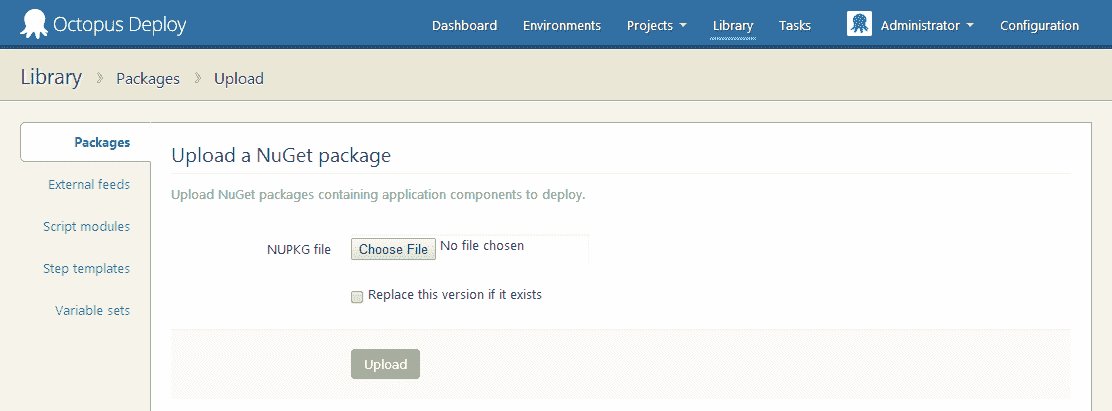 Octopus Deploy Dashboard Environments Projects Library Tasks Administrator Configuration
Library » Packages » Upload
Packages
Upload a NuGet package
External feeds
Upload NuGet packages containing application components to deploy.
Script modules
NUPKG file Choose File No file chosen
Step templates
Replace this version if it exists
Variable sets
Upload